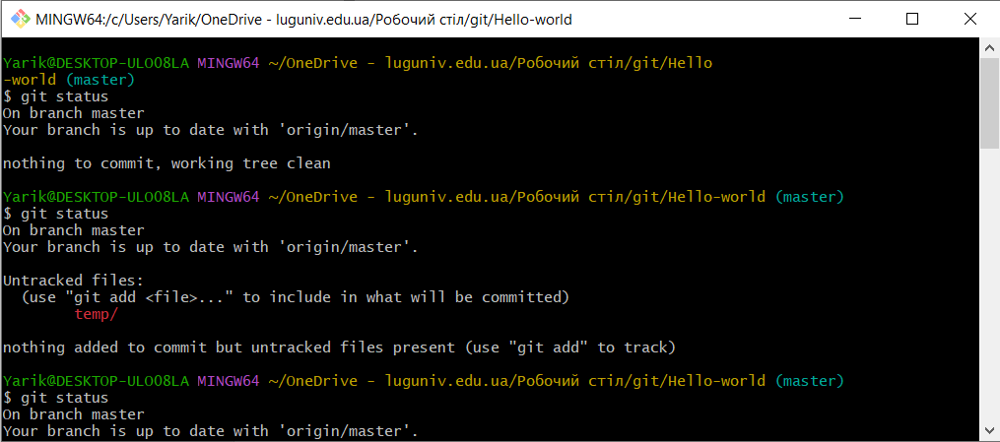 MINGW64:/c/Users/Yarik/OneDrive - luguniv.edu.ua/Робочий стіл/git/Hello-world
Yarik@DESKTOP-ULO08LA MINGW64 ~/OneDrive - luguniv.edu.ua/Робочий стіл/git/Hello
-world (master)
$ git status
On branch master
Your branch is up to date with 'origin/master'.
nothing to commit, working tree clean
Yarik@DESKTOP-ULO08LA MINGW64 ~/OneDrive - luguniv.edu.ua/Робочий стіл/git/Hello-world (master)
$ git status
On branch master
Your branch is up to date with 'origin/master'.
Untracked files:
  (use "git add <file>..." to include in what will be committed)
        temp/
nothing added to commit but untracked files present (use "git add" to track)
Yarik@DESKTOP-ULO08LA MINGW64 ~/OneDrive - luguniv.edu.ua/Робочий стіл/git/Hello-world (master)
$ git status
On branch master
Your branch is up to date with 'origin/master'.